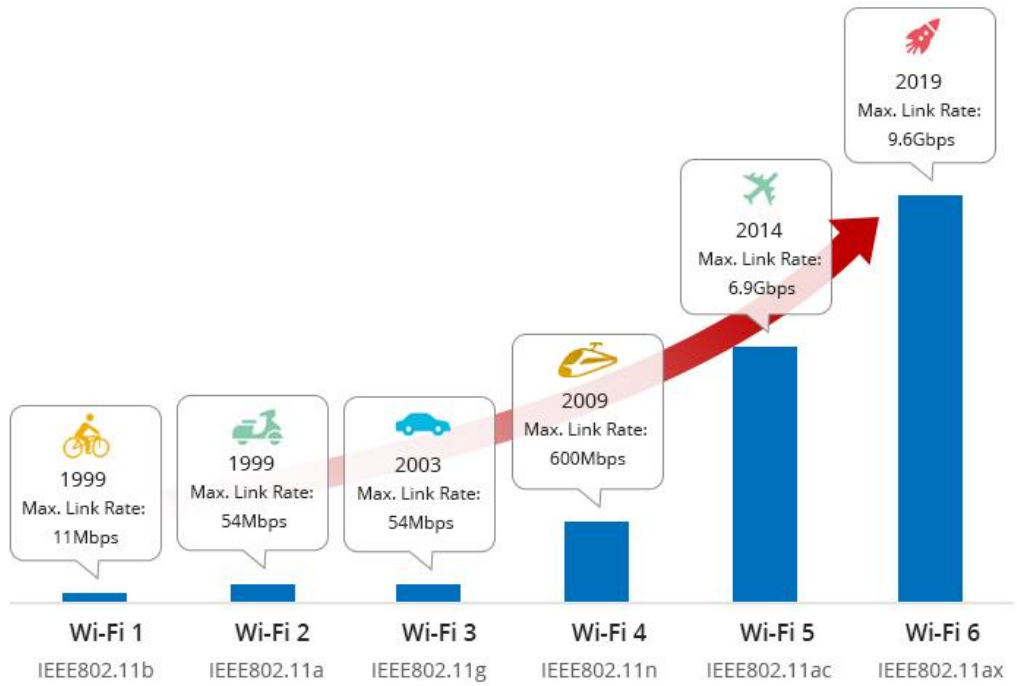 1999
Max. Link Rate:
11Mbps
1999
Max. Link Rate:
54Mbps
2003
Max. Link Rate:
54Mbps
2009
Max. Link Rate:
600Mbps
2014
Max. Link Rate:
6.9Gbps
2019
Max. Link Rate:
9.6Gbps
Wi-Fi 1
IEEE802.11b
Wi-Fi 2
IEEE802.11a
Wi-Fi 3
IEEE802.11g
Wi-Fi 4
IEEE802.11n
Wi-Fi 5
IEEE802.11ac
Wi-Fi 6
IEEE802.11ax